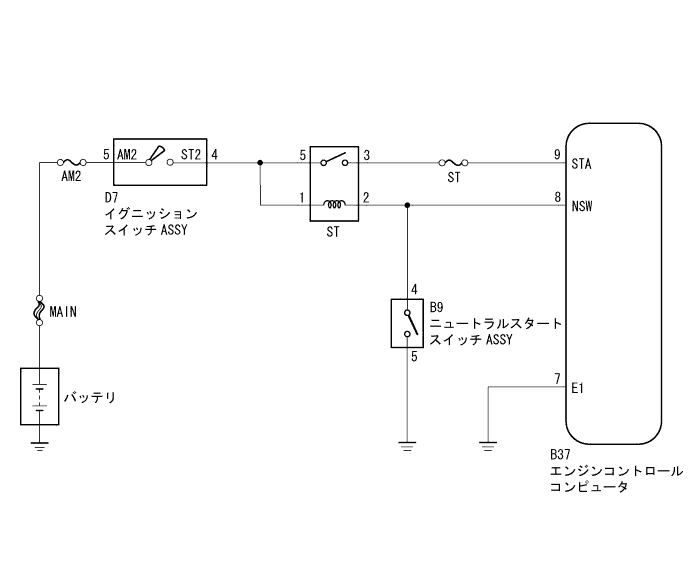 5 AM2 ST2 4
AM2
D7
イグニッション
スイッチ ASSY
5 3
1 2
ST
ST
9 STA
8 NSW
4
B9
ニュートラルスタート
スイッチ ASSY
5
MAIN
バッテリ
7 E1
B37
エンジンコントロール
コンピュータ